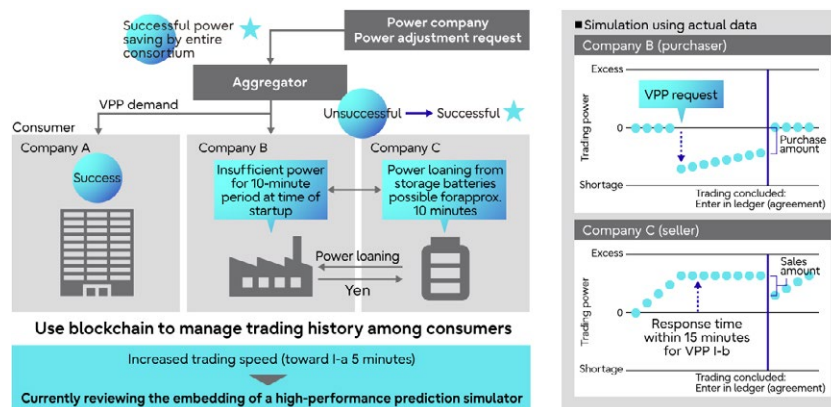 Successful power
saving by entire
consortium
Power company
Power adjustment request
Aggregator
VPP demand
Unsuccessful
Successful
Consumer
Company A
Success
Company B
Insufficient power
for 10-minute
period at time of
startup
Company C
Power loaning from
storage batteries
possible forapprox.
10 minutes
Power loaning
Yen
Use blockchain to manage trading history among consumers
Increased trading speed (toward I-a 5 minutes)
Currently reviewing the embedding of a high-performance prediction simulator
■Simulation using actual data
Company B (purchaser)
Excess
Trading power
0
Shortage
VPP request
Purchase
amount
Trading concluded:
Enter in ledger (agreement)
Company C (seller)
Excess
Trading power
0
Shortage
Sales
amount
Response time
within 15 minutes
for VPP I-b
Trading concluded:
Enter in ledger (agreement)